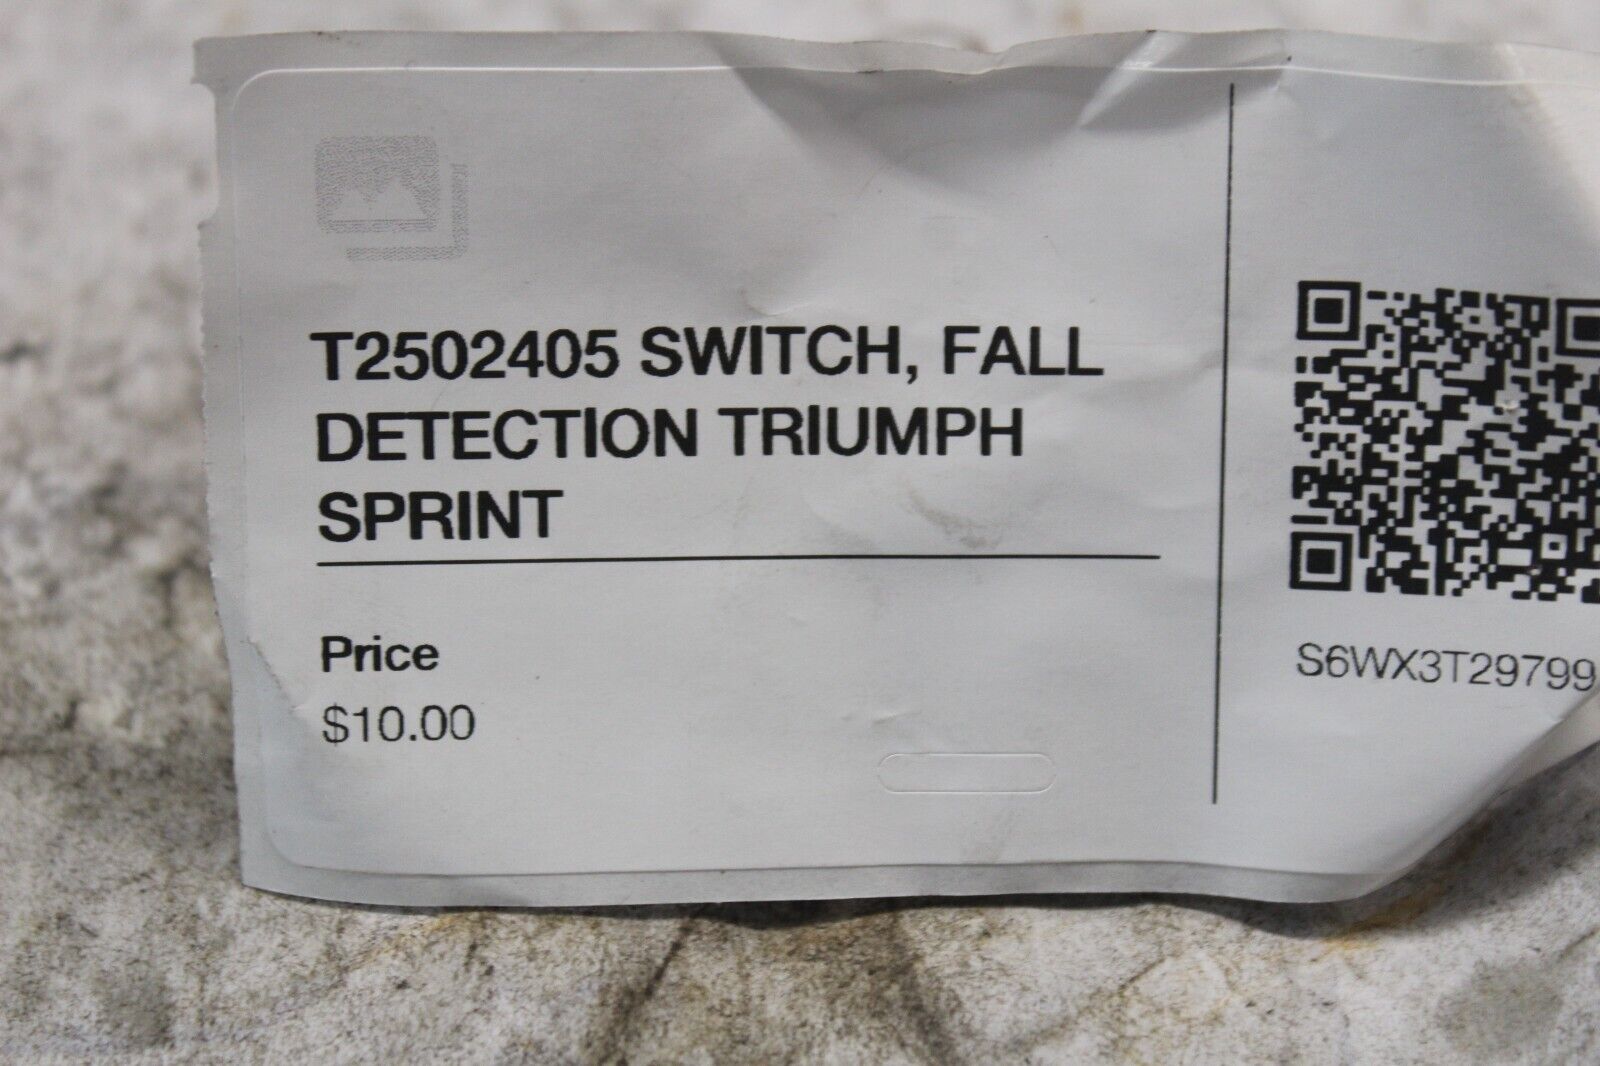 T2502405 SWITCH, FALL
DETECTION TRIUMPH
SPRINT
Price
$10.00
S6WX3T29799